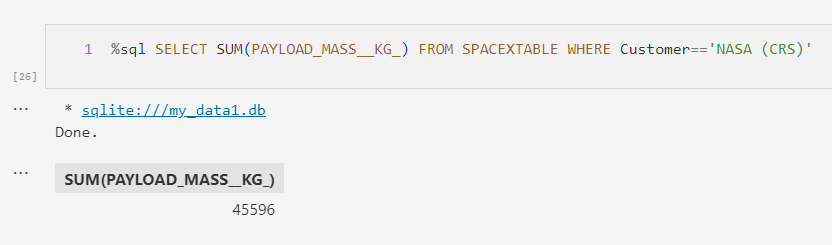 1 %sql SELECT SUM(PAYLOAD_MASS__KG_) FROM SPACEXTABLE WHERE Customer=='NASA (CRS)'
[26]
... * sqlite:///my_data1.db
Done.
...
SUM(PAYLOAD_MASS__KG_)
45596